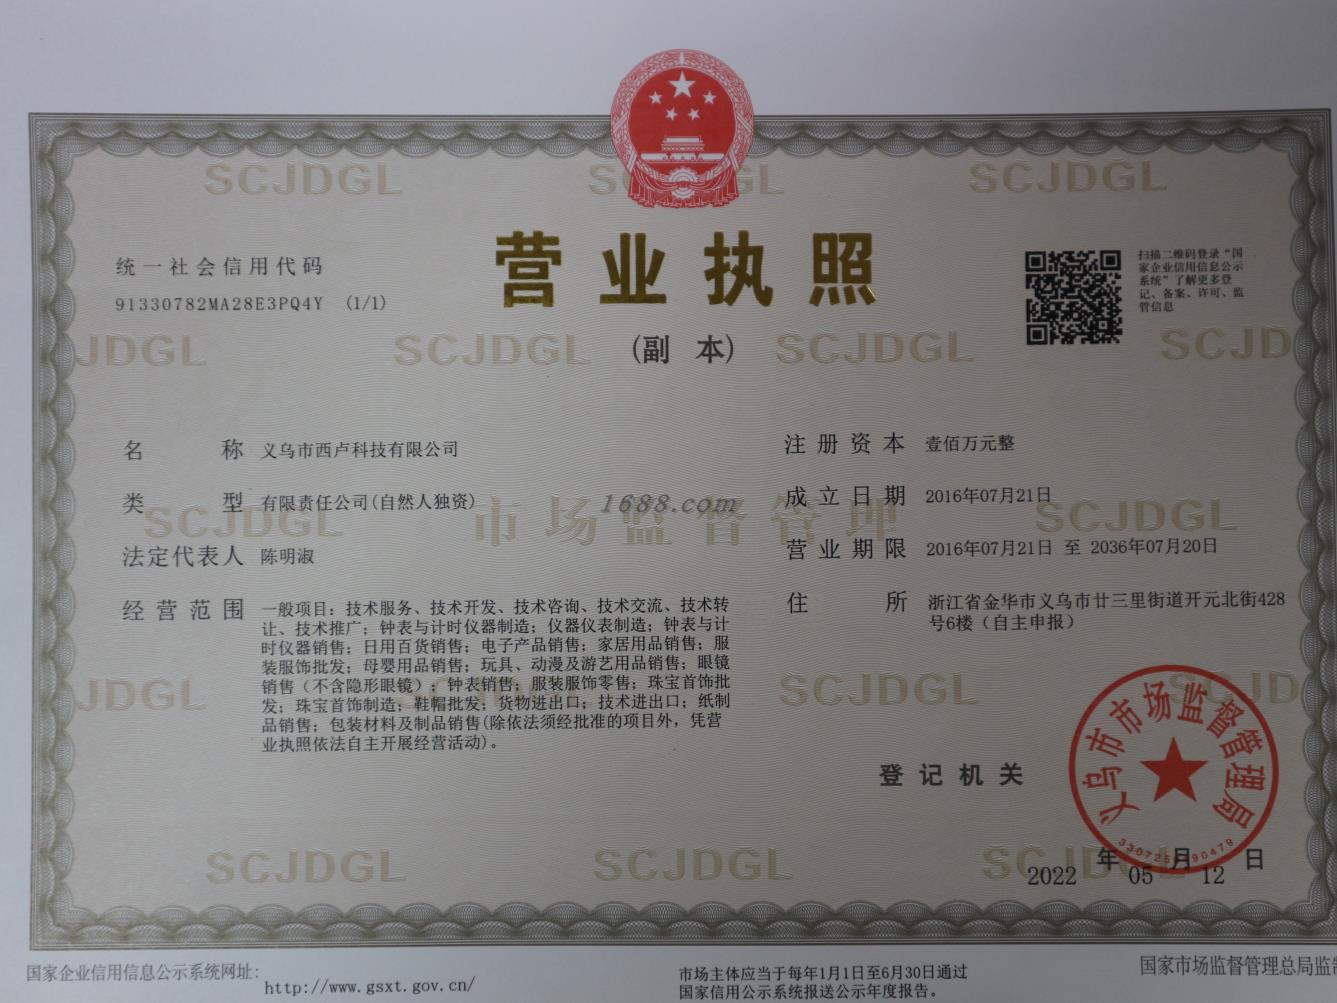 营业执照
(副 本)
统一社会信用代码
91330782MA28E3PQ4Y (1/1)
扫描二维码登录“国
家企业信用信息公示
系统”了解更多登
记、备案、许可、监
管信息
名 称 义乌市西卢科技有限公司
类 型 有限责任公司(自然人独资)
法定代表人 陈明淑
经营范围 一般项目：技术服务、技术开发、技术咨询、技术交流、技术转
让、技术推广；钟表与计时仪器制造；仪器仪表制造；钟表与计
时仪器销售；日用百货销售；电子产品销售；家居用品销售；服
装服饰批发；母婴用品销售；玩具、动漫及游艺用品销售；眼镜
销售（不含隐形眼镜）；钟表销售；服装服饰零售；珠宝首饰批
发；珠宝首饰制造；鞋帽批发；货物进出口；技术进出口；纸制
品销售；包装材料及制品销售(除依法须经批准的项目外，凭营
业执照依法自主开展经营活动)。
注册资本 壹佰万元整
成立日期 2016年07月21日
营业期限 2016年07月21日 至 2036年07月20日
住 所 浙江省金华市义乌市廿三里街道开元北街428
号6楼（自主申报）
登记机关
义乌市市场监督管理局
2022 年 05 月 12 日
SCJDGL
市场监督管理
1688.com
国家企业信用信息公示系统网址:
http://www.gsxt.gov.cn/
市场主体应当于每年1月1日至6月30日通过
国家信用公示系统报送公示年度报告。
国家市场监督管理总局监制